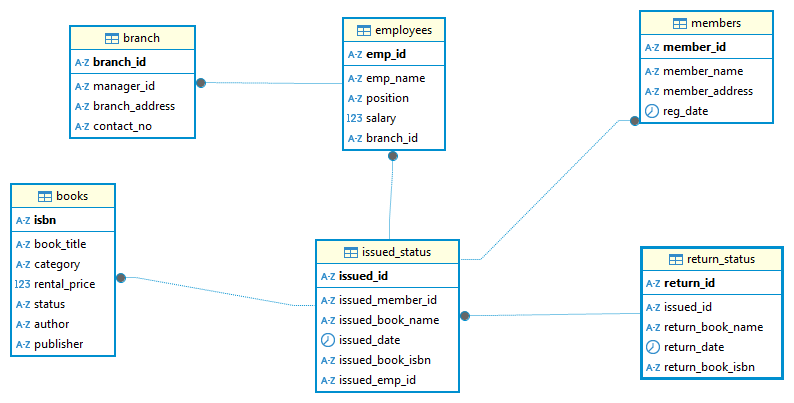 branch
A-Z branch_id
A-Z manager_id
A-Z branch_address
A-Z contact_no
employees
A-Z emp_id
A-Z emp_name
A-Z position
123 salary
A-Z branch_id
members
A-Z member_id
A-Z member_name
A-Z member_address
reg_date
books
A-Z isbn
A-Z book_title
A-Z category
123 rental_price
A-Z status
A-Z author
A-Z publisher
issued_status
A-Z issued_id
A-Z issued_member_id
A-Z issued_book_name
issued_date
A-Z issued_book_isbn
A-Z issued_emp_id
return_status
A-Z return_id
A-Z issued_id
A-Z return_book_name
return_date
A-Z return_book_isbn